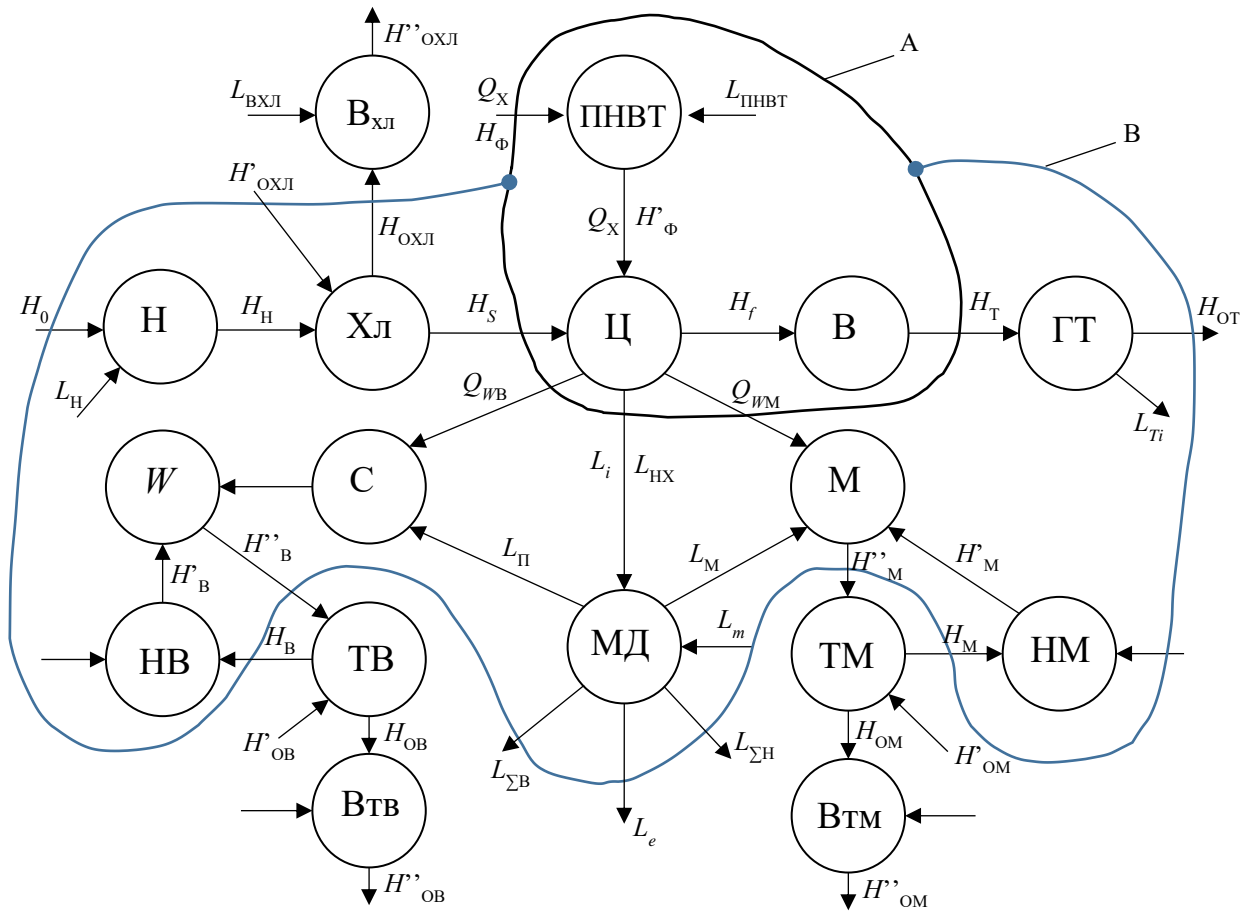 H’’ОХЛ
А
LВХЛ
Вхл
QХ
HФ
ПНВТ
LПНВТ
В
H’ОХЛ
HОХЛ
QХ
H’Ф
H0
Н
HН
Хл
HS
Ц
Hf
В
HТ
ГТ
HОТ
LН
QWВ
QWМ
LTi
W
С
Li
LНХ
М
H’’В
LП
LМ
H’’М
H’М
H’В
НВ
HВ
ТВ
МД
Lm
ТМ
HМ
НМ
H’ОВ
HОВ
L∑В
L∑Н
HОМ
H’ОМ
Втв
Le
Втм
H’’ОВ
H’’ОМ